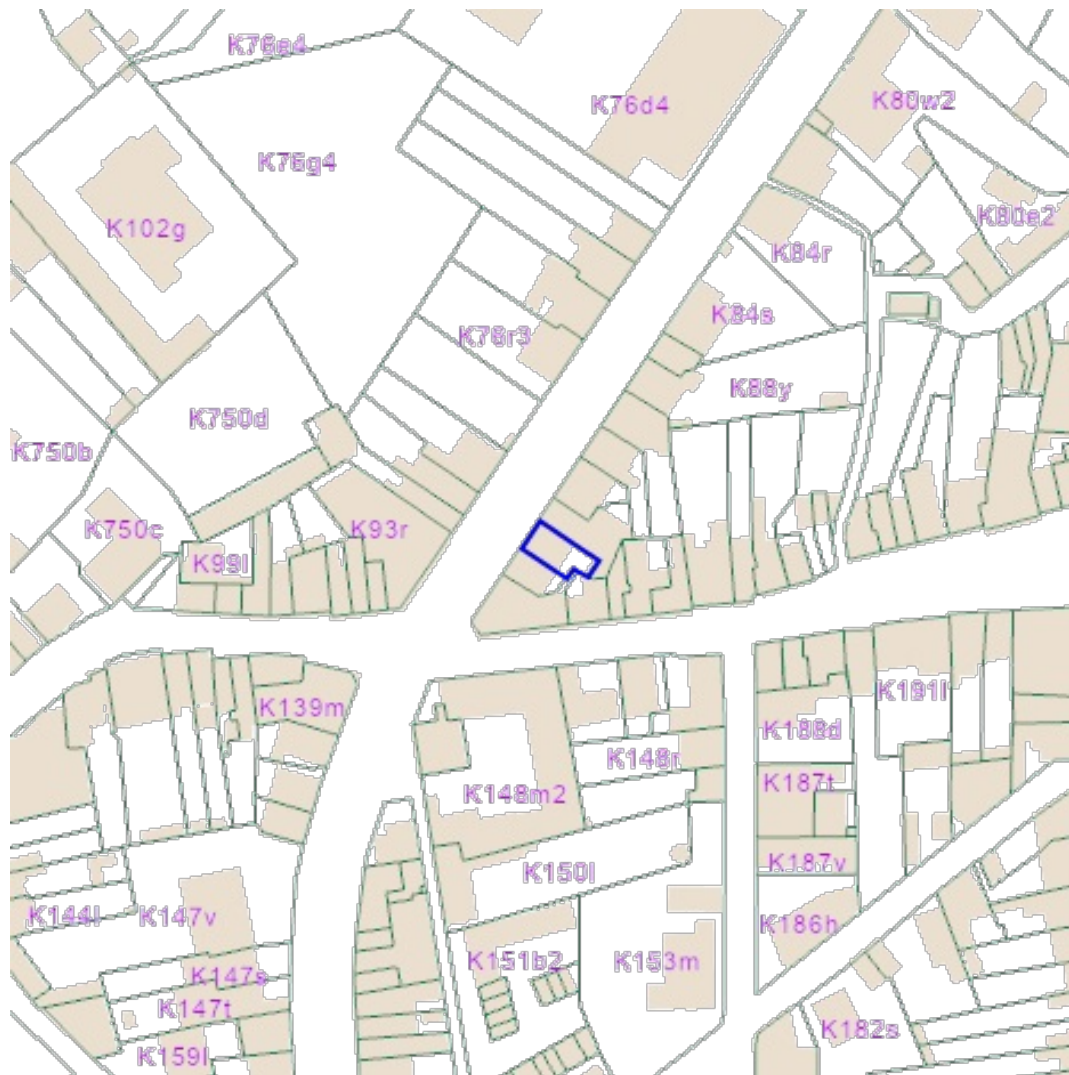 K76e4
K76d4
K80w2
K76g4
K102g
K80e2
K84r
K84s
K76r3
K88y
K750d
K750b
K750c
K93r
K99l
K139m
K191l
K188d
K148r
K187t
K148m2
K187v
K150l
K144l
K147v
K186h
K151b2
K153m
K147s
K147t
K182s
K159l